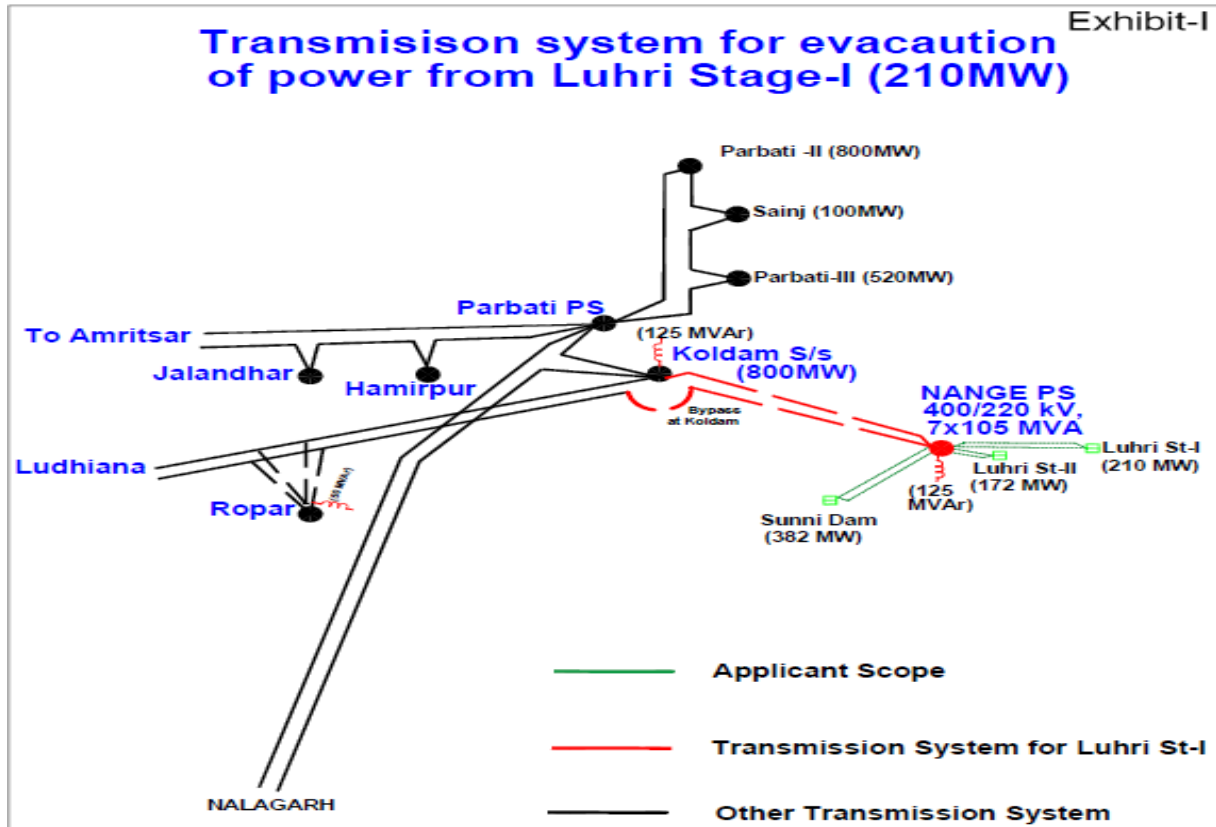 Exhibit-I
Transmisison system for evacaution
of power from Luhri Stage-I (210MW)
Parbati -II (800MW)
Sainj (100MW)
Parbati-III (520MW)
Parbati PS
To Amritsar
(125 MVAr)
Koldam S/s
(800MW)
Jalandhar
Hamirpur
NANGE PS
400/220 kV,
7x105 MVA
Bypass
at Koldam
Luhri St-I
(210 MW)
Ludhiana
Luhri St-II
(172 MW)
(125
MVAr)
(50 MVAr)
Ropar
Sunni Dam
(382 MW)
Applicant Scope
Transmission System for Luhri St-I
NALAGARH
Other Transmission System